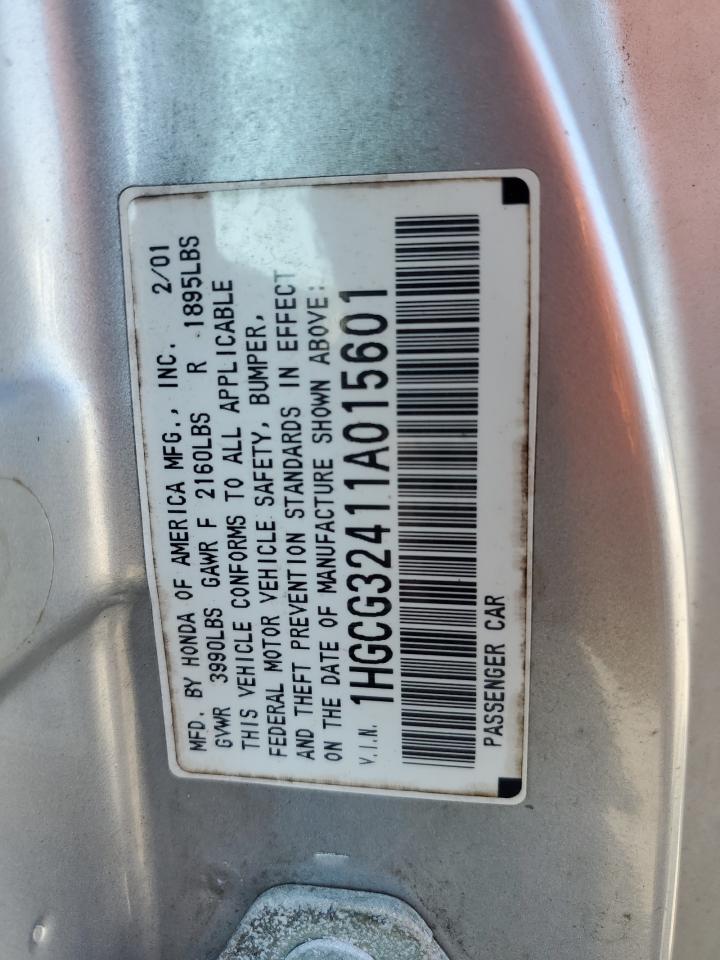 MFD. BY HONDA OF AMERICA MFG., INC. 2/01
GVWR 3990LBS GAWR F 2160LBS R 1895LBS
THIS VEHICLE CONFORMS TO ALL APPLICABLE
FEDERAL MOTOR VEHICLE SAFETY, BUMPER,
AND THEFT PREVENTION STANDARDS IN EFFECT
ON THE DATE OF MANUFACTURE SHOWN ABOVE:
V.I.N. 1HGCG32411A015601
PASSENGER CAR